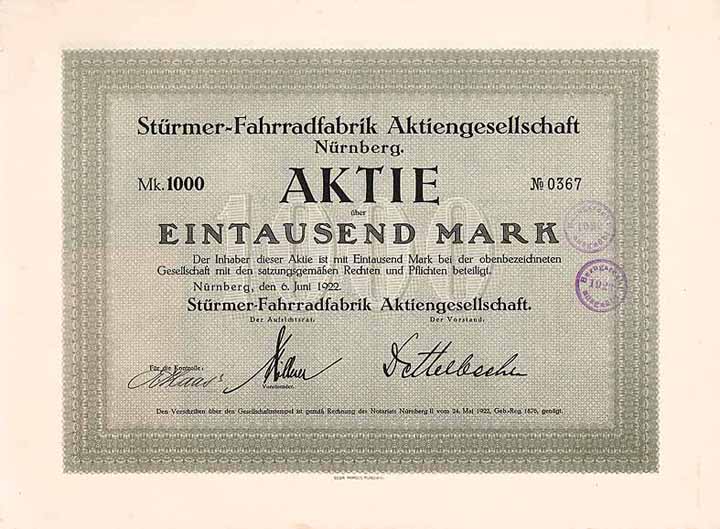 Stürmer-Fahrradfabrik Aktiengesellschaft
Nürnberg.
Mk. 1000
AKTIE
№ 0367
über
EINTAUSEND MARK
1000
Der Inhaber dieser Aktie ist mit Eintausend Mark bei der obenbezeichneten
Gesellschaft mit den satzungsgemäßen Rechten und Pflichten beteiligt.
Nürnberg, den 6. Juni 1922.
Stürmer-Fahrradfabrik Aktiengesellschaft.
Der Aufsichtsrat.
Der Vorstand.
Für die Kontrolle:
Vorsitzender.
Den Vorschriften über den Gesellschaftstempel ist gemäß Rechnung des Notariats Nürnberg II vom 24. Mai 1922, Geb.-Reg. 1876, genügt.